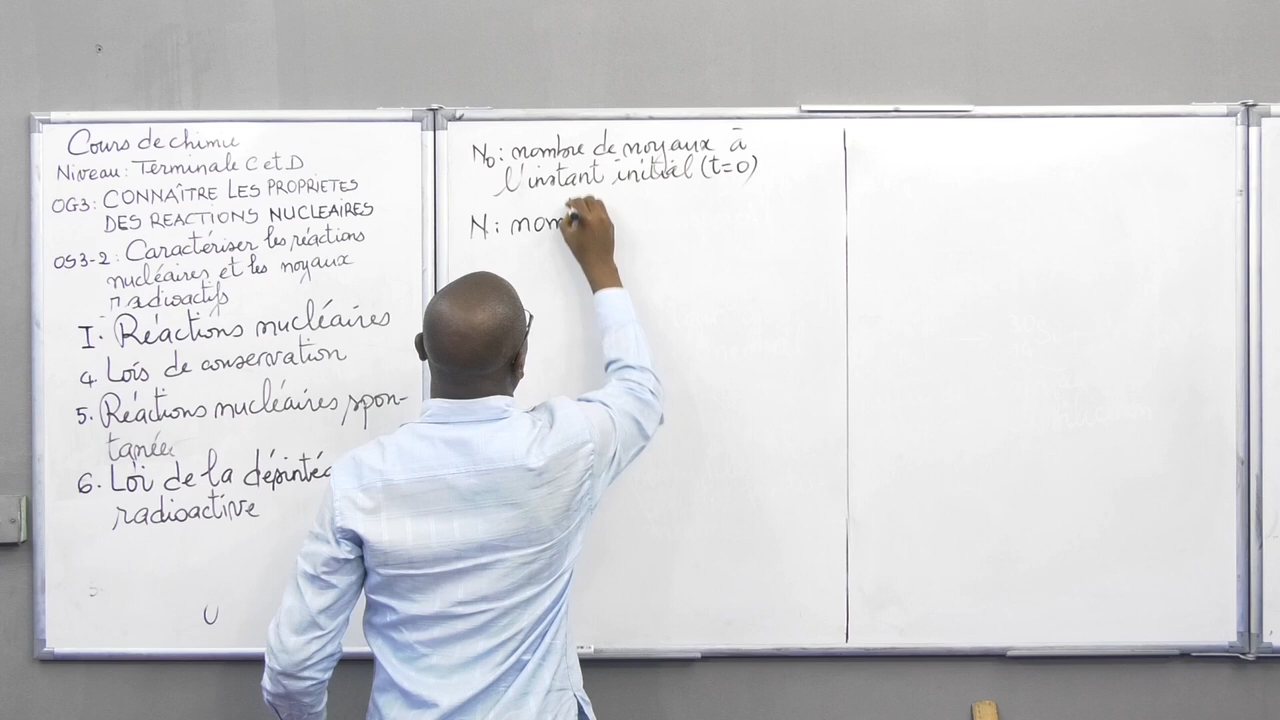 Cours de chimie
Niveau: Terminale C et D
OG3: CONNAÎTRE LES PROPRIETES
DES REACTIONS NUCLEAIRES
OS3-2: Caractériser les réactions
nucléaires et les noyaux
radioactifs
I. Réactions nucléaires
4. Lois de conservation
5. Réactions nucléaires spon-
tanées
6. Loi de la désintég
radioactive
U
N₀: nombre de noyaux à
l'instant initial (t=0)
N: nom